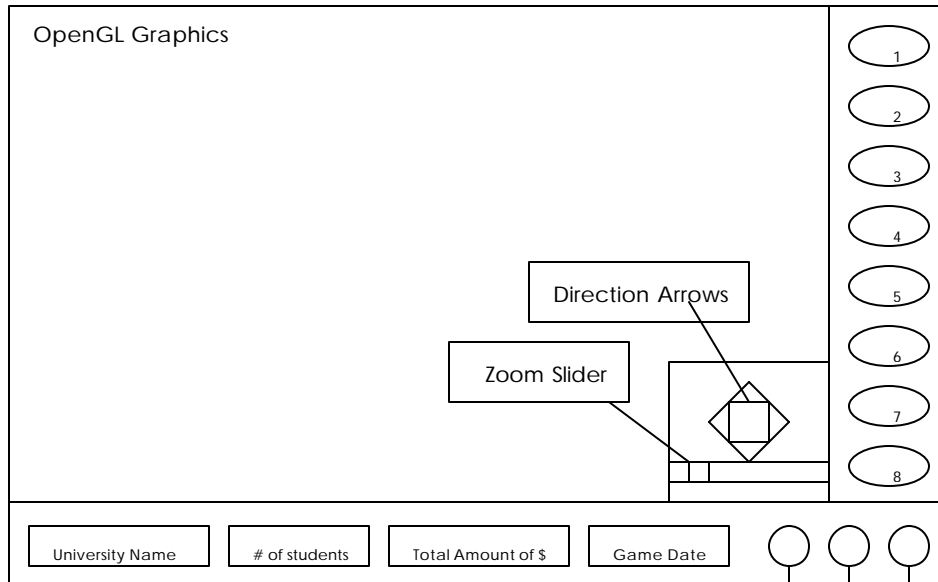 OpenGL Graphics
1
2
3
4
5
Direction Arrows
6
Zoom Slider
7
8
University Name
# of students
Total Amount of $
Game Date